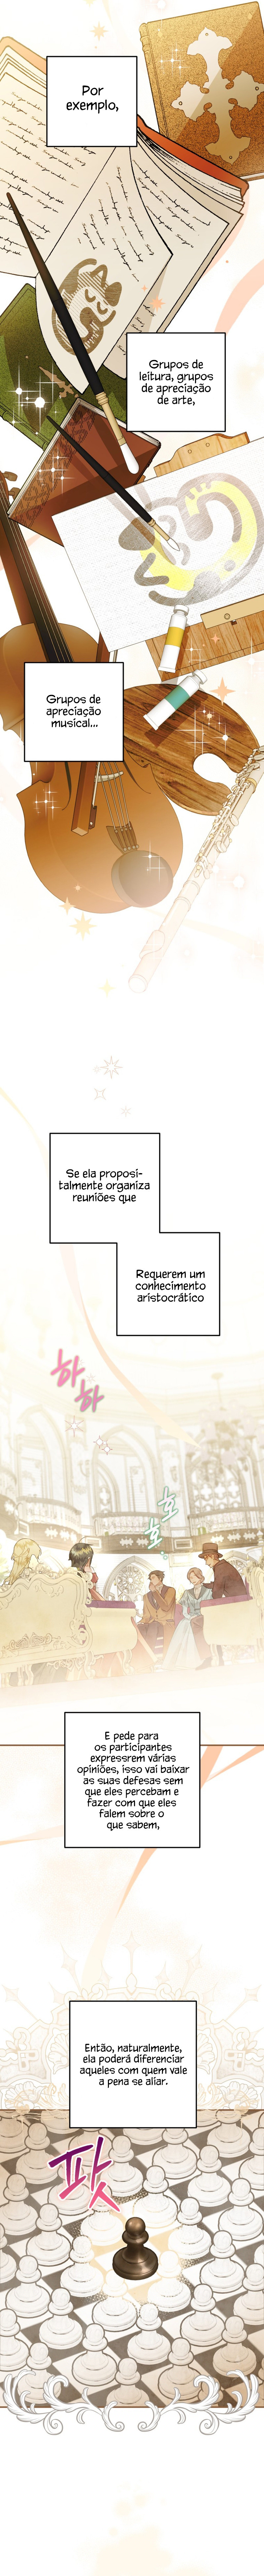 Por
exemplo,
Grupos de
leitura, grupos
de apreciação
de arte,
Grupos de
apreciação
musical...
Se ela proposi-
talmente organiza
reuniões que
Requerem um
conhecimento
aristocrático
하
하
호
호
E pede para
os participantes
expressrem várias
opiniões, isso vai baixar
as suas defesas sem
que eles percebam e
fazer com que eles
falem sobre o
que sabem,
Então, naturalmente,
ela poderá diferenciar
aqueles com quem vale
a pena se aliar.
팟